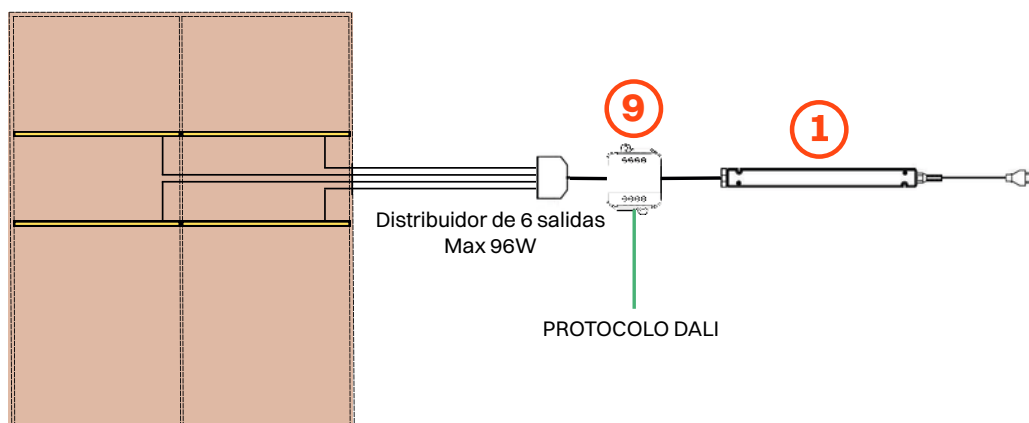 9
1
Distribuidor de 6 salidas
Max 96W
PROTOCOLO DALI